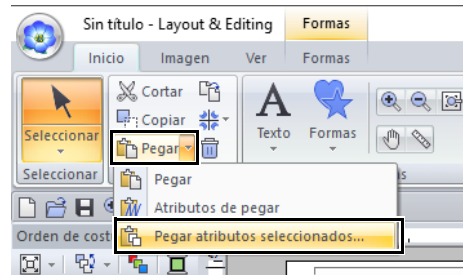 Sin título - Layout & Editing Formas
Inicio Imagen Ver Formas
Cortar
Copiar
Pegar
Seleccionar
Texto Formas
Seleccionar
Pegar
Atributos de pegar
Orden de cost
Pegar atributos seleccionados...